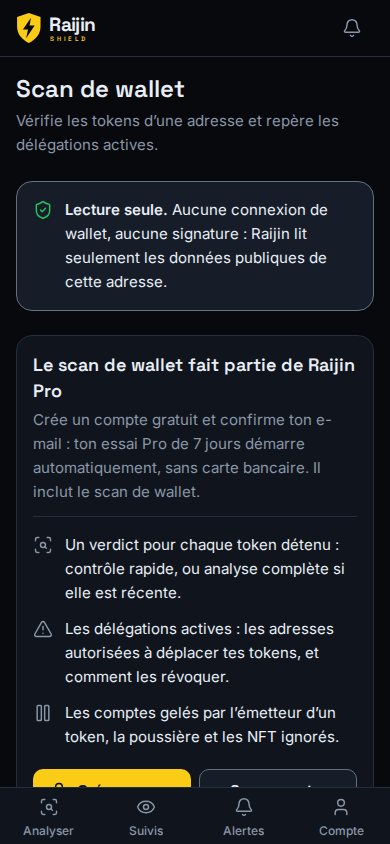 Raijin
SHIELD
Scan de wallet
Vérifie les tokens d’une adresse et repère les
délégations actives.
Lecture seule. Aucune connexion de
wallet, aucune signature : Raijin lit
seulement les données publiques de
cette adresse.
Le scan de wallet fait partie de Raijin
Pro
Crée un compte gratuit et confirme ton e-
mail : ton essai Pro de 7 jours démarre
automatiquement, sans carte bancaire. Il
inclut le scan de wallet.
Un verdict pour chaque token détenu :
contrôle rapide, ou analyse complète si
elle est récente.
Les délégations actives : les adresses
autorisées à déplacer tes tokens, et
comment les révoquer.
Les comptes gelés par l’émetteur d’un
token, la poussière et les NFT ignorés.
Analyser
Suivis
Alertes
Compte